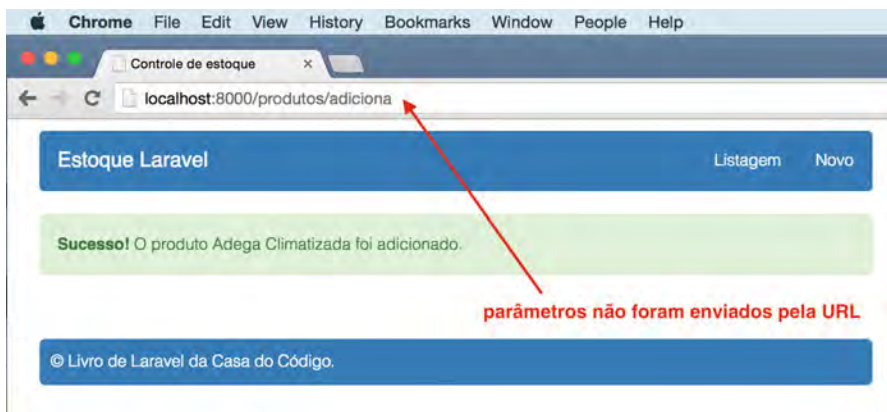 Chrome File Edit View History Bookmarks Window People Help
Controle de estoque ×
localhost:8000/produtos/adiciona
Estoque Laravel Listagem Novo
Sucesso! O produto Adega Climatizada foi adicionado.
parâmetros não foram enviados pela URL
© Livro de Laravel da Casa do Código.